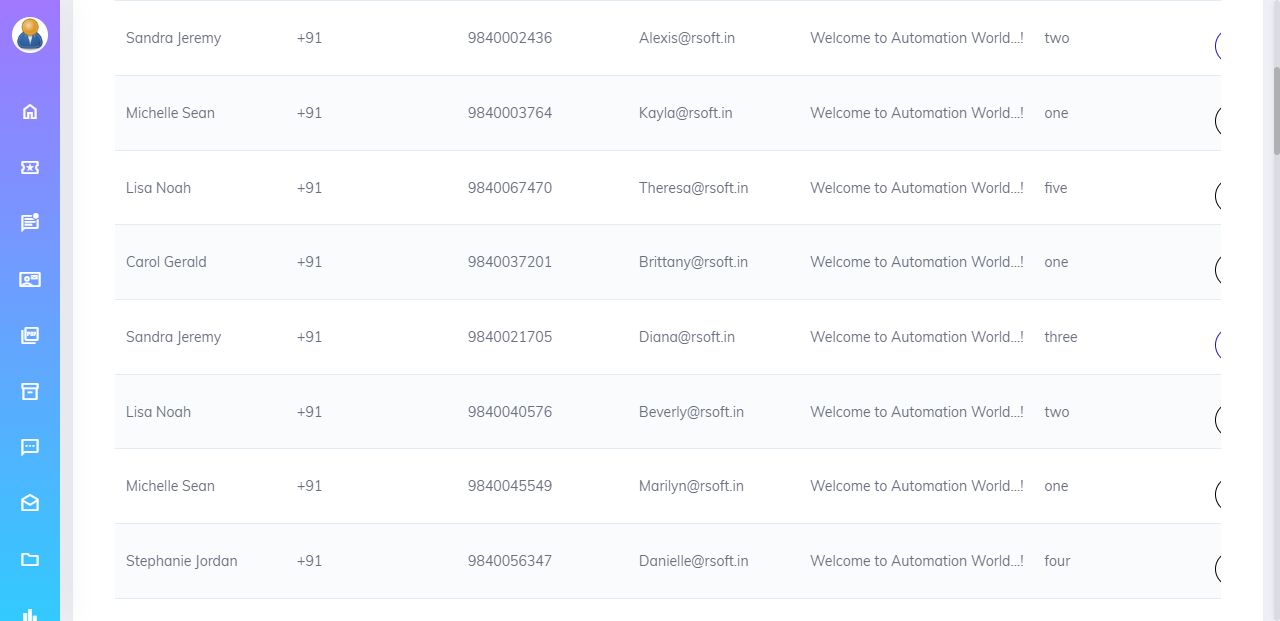 Sandra Jeremy +91 9840002436 Alexis@rsoft.in Welcome to Automation World...! two
Michelle Sean +91 9840003764 Kayla@rsoft.in Welcome to Automation World...! one
Lisa Noah +91 9840067470 Theresa@rsoft.in Welcome to Automation World...! five
Carol Gerald +91 9840037201 Brittany@rsoft.in Welcome to Automation World...! one
Sandra Jeremy +91 9840021705 Diana@rsoft.in Welcome to Automation World...! three
Lisa Noah +91 9840040576 Beverly@rsoft.in Welcome to Automation World...! two
Michelle Sean +91 9840045549 Marilyn@rsoft.in Welcome to Automation World...! one
Stephanie Jordan +91 9840056347 Danielle@rsoft.in Welcome to Automation World...! four